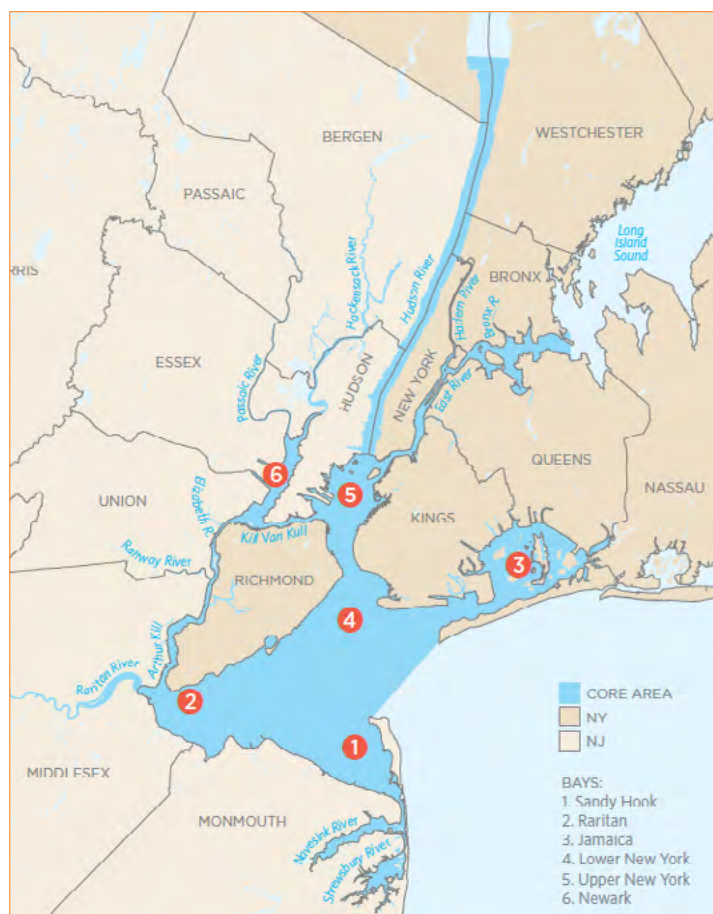 BERGEN
WESTCHESTER
PASSAIC
Long
Island
Sound
RRIS
BRONX
Hackensack River
Hudson River
Harlem River
Bronx R.
ESSEX
Passaic River
HUDSON
NEW YORK
East River
QUEENS
6
5
NASSAU
UNION
Elizabeth R.
KINGS
Kill Van Kull
Rahway River
RICHMOND
3
4
Arthur Kill
Raritan River
2
CORE AREA
NY
1
NJ
MIDDLESEX
BAYS:
1. Sandy Hook
MONMOUTH
2. Raritan
Navesink River
3. Jamaica
4. Lower New York
Shrewsbury River
5. Upper New York
6. Newark